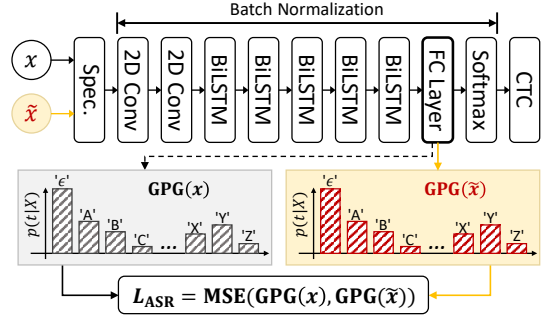 Batch Normalization
x
x̃
Spec.
2D Conv
2D Conv
BiLSTM
BiLSTM
BiLSTM
BiLSTM
BiLSTM
FC Layer
Softmax
CTC
GPG(x)
p(t|X)
'ϵ' 'A' 'B' 'C' ... 'X' 'Y' 'Z'
GPG(x̃)
p(t|X)
'ϵ' 'A' 'B' 'C' ... 'X' 'Y' 'Z'
L_ASR = MSE(GPG(x), GPG(x̃))